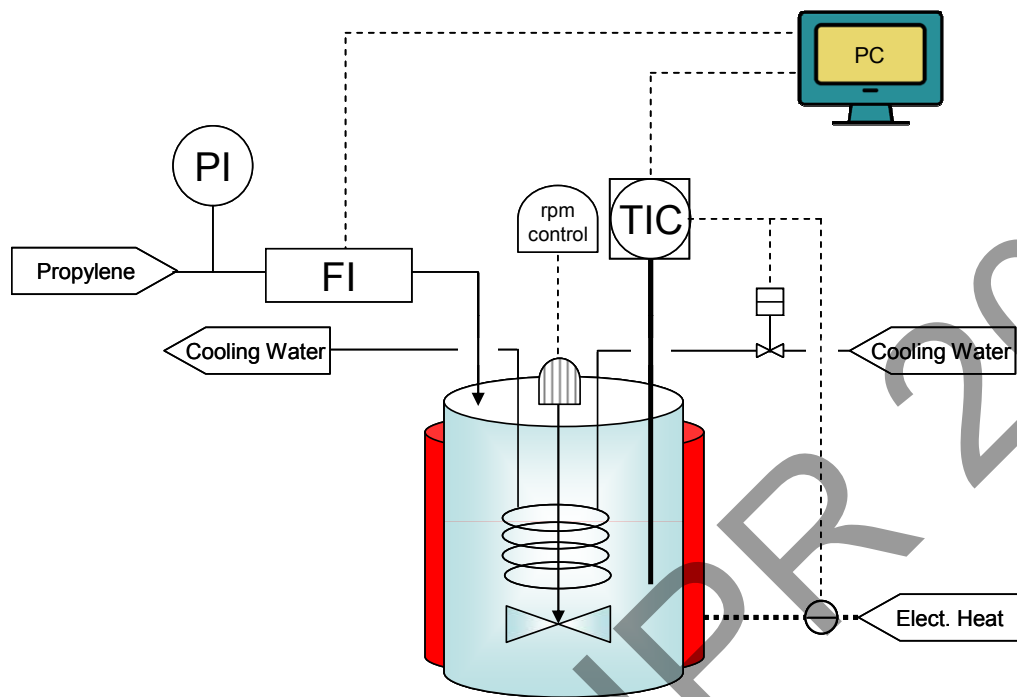 PC
PI
rpm
control
TIC
Propylene
FI
Cooling Water
Cooling Water
Elect. Heat